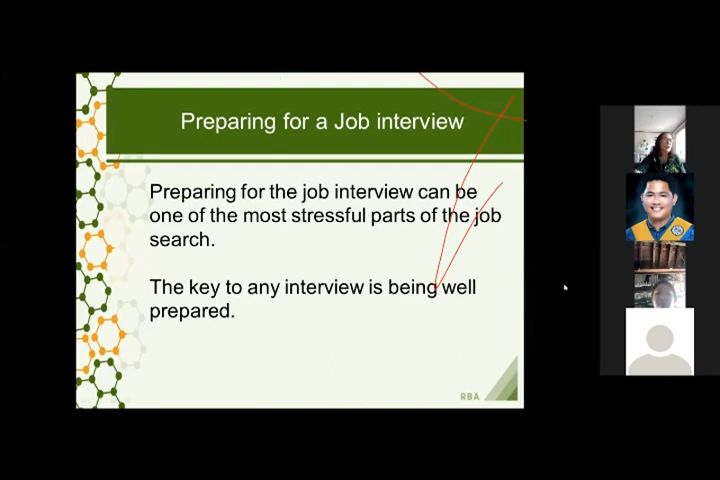 Preparing for a Job interview
Preparing for the job interview can be
one of the most stressful parts of the job
search.
The key to any interview is being well
prepared.
RBA